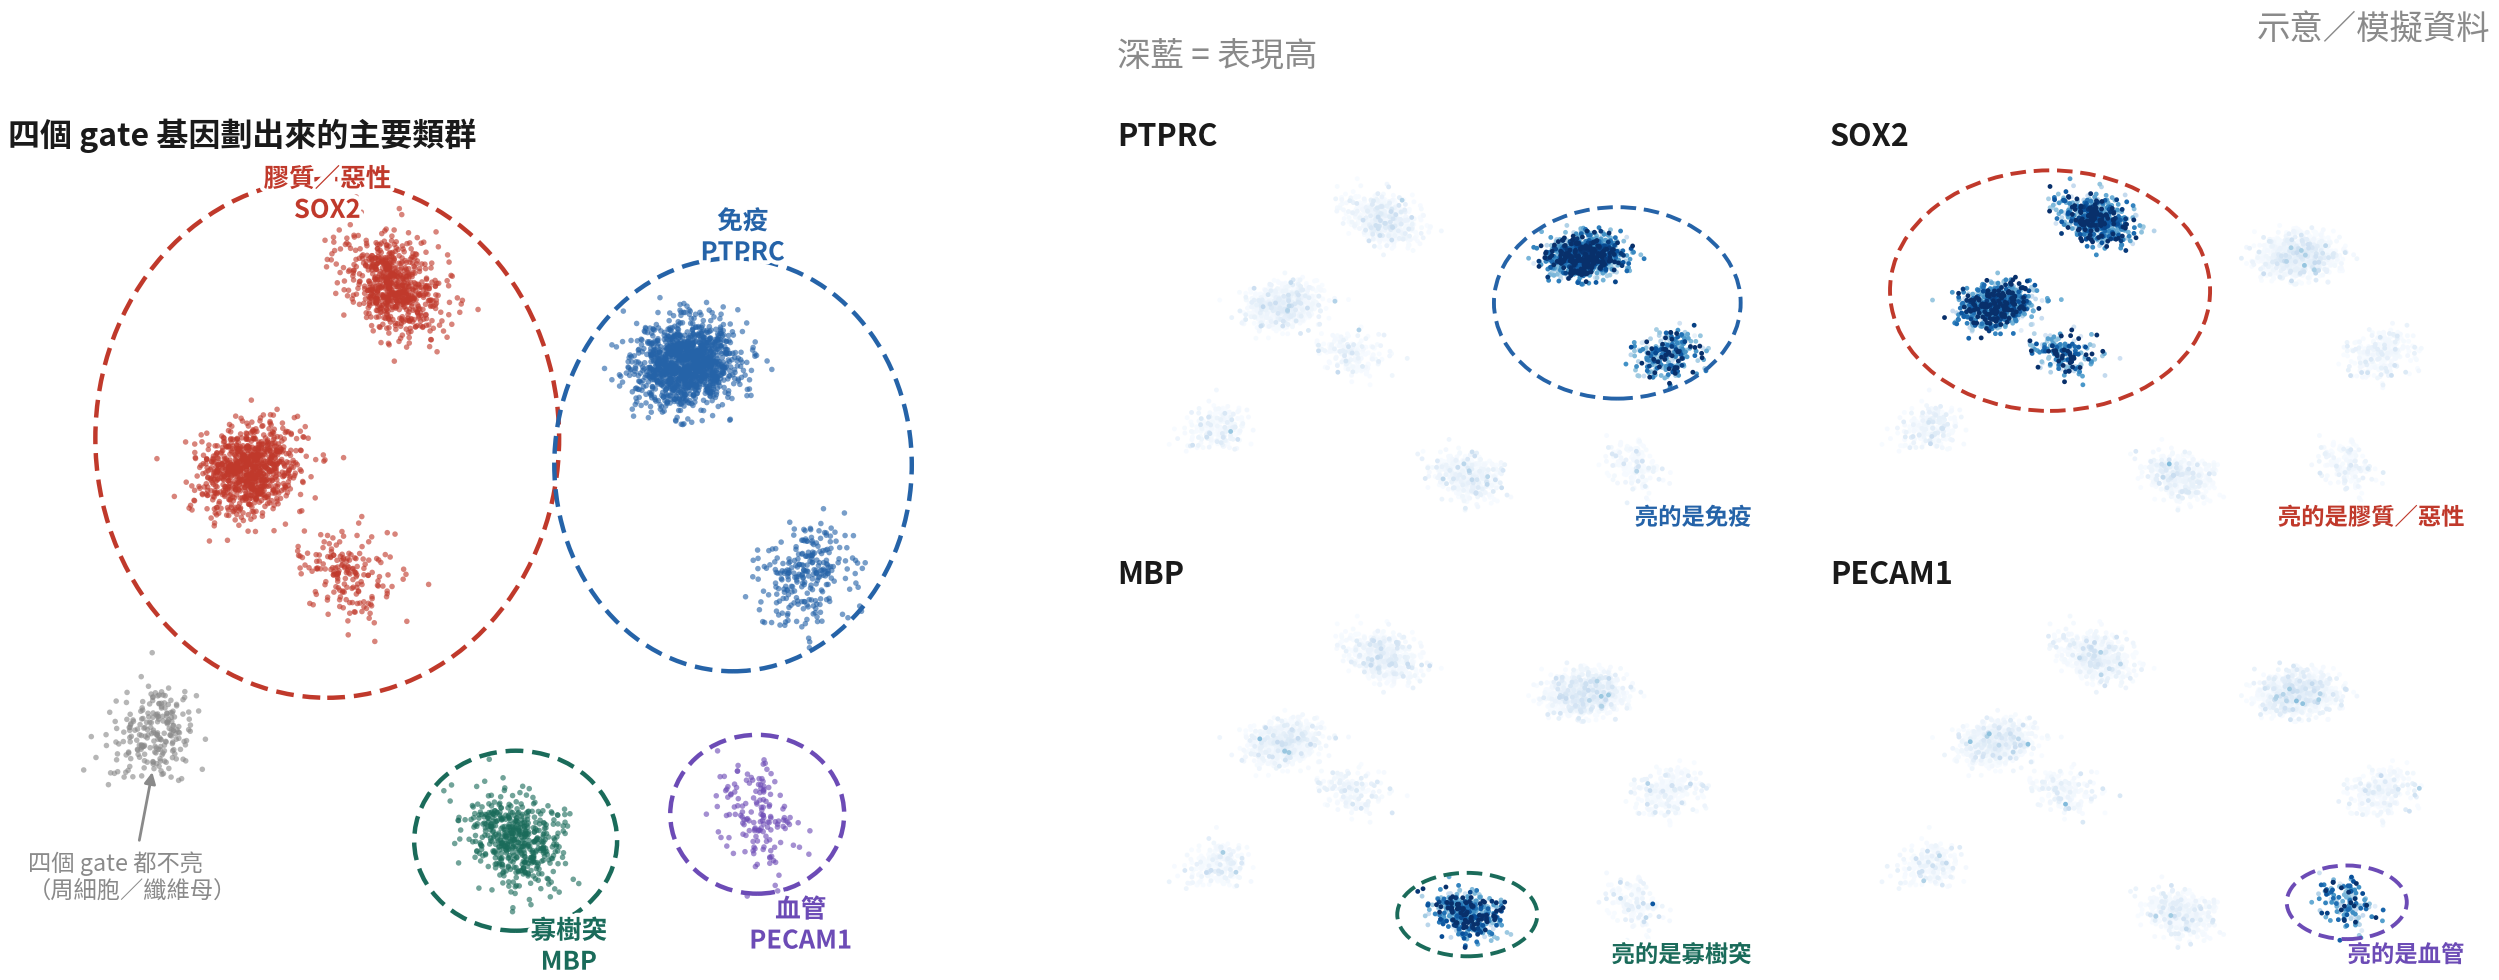 示意／模擬資料
深藍 = 表現高
四個 gate 基因劃出來的主要類群
膠質／惡性
SOX2
免疫
PTPRC
四個 gate 都不亮
（周細胞／纖維母）
寡樹突
MBP
血管
PECAM1
PTPRC
亮的是免疫
SOX2
亮的是膠質／惡性
MBP
亮的是寡樹突
PECAM1
亮的是血管